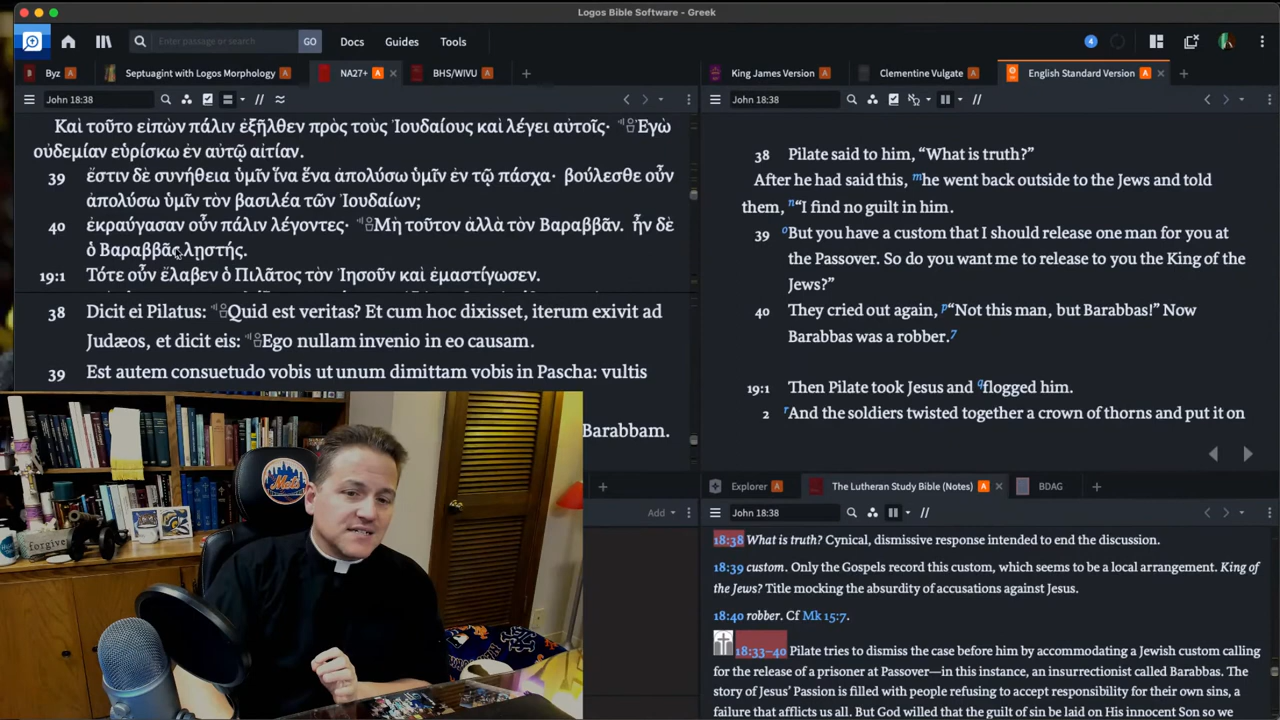 Logos Bible Software - Greek
Enter passage or search GO Docs Guides Tools 4
Byz A Septuagint with Logos Morphology A NA27+ A BHS/WIVU A
John 18:38
Καὶ τοῦτο εἰπὼν πάλιν ἐξῆλθεν πρὸς τοὺς Ἰουδαίους καὶ λέγει αὐτοῖς· Ἐγὼ
οὐδεμίαν εὑρίσκω ἐν αὐτῷ αἰτίαν.
39 ἔστιν δὲ συνήθεια ὑμῖν ἵνα ἕνα ἀπολύσω ὑμῖν ἐν τῷ πάσχα· βούλεσθε οὖν
ἀπολύσω ὑμῖν τὸν βασιλέα τῶν Ἰουδαίων;
40 ἐκραύγασαν οὖν πάλιν λέγοντες· Μὴ τοῦτον ἀλλὰ τὸν Βαραββᾶν. ἦν δὲ
ὁ Βαραββᾶς λῃστής.
19:1 Τότε οὖν ἔλαβεν ὁ Πιλᾶτος τὸν Ἰησοῦν καὶ ἐμαστίγωσεν.
38 Dicit ei Pilatus: Quid est veritas? Et cum hoc dixisset, iterum exivit ad
Judæos, et dicit eis: Ego nullam invenio in eo causam.
39 Est autem consuetudo vobis ut unum dimittam vobis in Pascha: vultis
Barabbam.
Add
King James Version A Clementine Vulgate A English Standard Version A
John 18:38
38 Pilate said to him, “What is truth?”
After he had said this, m he went back outside to the Jews and told
them, n “I find no guilt in him.
39 o But you have a custom that I should release one man for you at
the Passover. So do you want me to release to you the King of the
Jews?”
40 They cried out again, p “Not this man, but Barabbas!” Now
Barabbas was a robber.7
19:1 Then Pilate took Jesus and q flogged him.
2 r And the soldiers twisted together a crown of thorns and put it on
Explorer A The Lutheran Study Bible (Notes) A BDAG
John 18:38
18:38 What is truth? Cynical, dismissive response intended to end the discussion.
18:39 custom. Only the Gospels record this custom, which seems to be a local arrangement. King of
the Jews? Title mocking the absurdity of accusations against Jesus.
18:40 robber. Cf Mk 15:7.
18:33–40 Pilate tries to dismiss the case before him by accommodating a Jewish custom calling
for the release of a prisoner at Passover—in this instance, an insurrectionist called Barabbas. The
story of Jesus’ Passion is filled with people refusing to accept responsibility for their own sins, a
failure that afflicts us all. But God willed that the guilt of sin be laid on His innocent Son so we
Mets
forgive